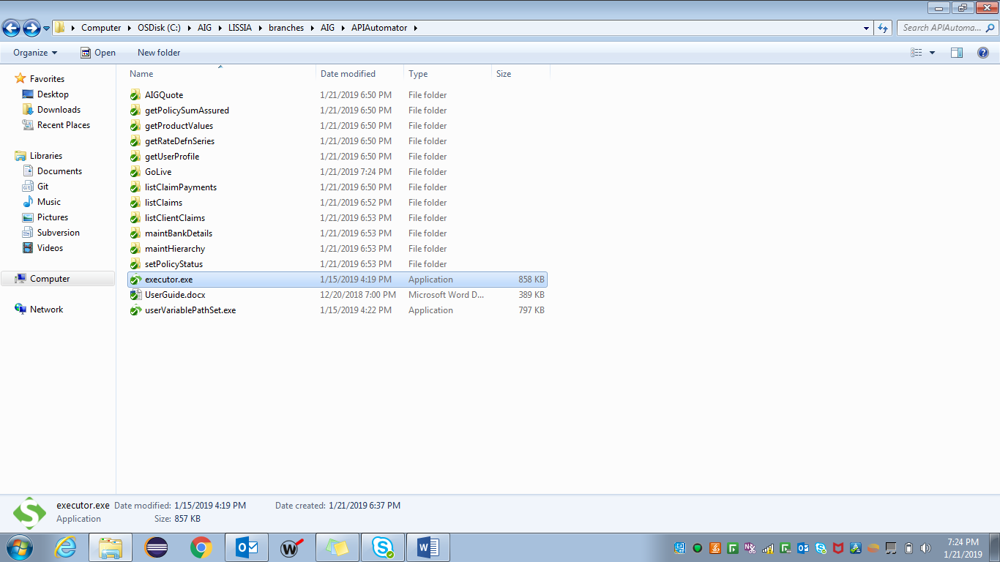 Computer OSDisk (C:) AIG LISSIA branches AIG APIAutomator Search APIAutoma...
Organize Open New folder
Name Date modified Type Size
Favorites
Desktop
Downloads
Recent Places
Libraries
Documents
Git
Music
Pictures
Subversion
Videos
Computer
Network
AIGQuote 1/21/2019 6:50 PM File folder
getPolicySumAssured 1/21/2019 6:50 PM File folder
getProductValues 1/21/2019 6:50 PM File folder
getRateDefnSeries 1/21/2019 6:50 PM File folder
getUserProfile 1/21/2019 6:50 PM File folder
GoLive 1/21/2019 7:24 PM File folder
listClaimPayments 1/21/2019 6:50 PM File folder
listClaims 1/21/2019 6:52 PM File folder
listClientClaims 1/21/2019 6:53 PM File folder
maintBankDetails 1/21/2019 6:53 PM File folder
maintHierarchy 1/21/2019 6:53 PM File folder
setPolicyStatus 1/21/2019 6:53 PM File folder
executor.exe 1/15/2019 4:19 PM Application 858 KB
UserGuide.docx 12/20/2018 7:00 PM Microsoft Word D... 389 KB
userVariablePathSet.exe 1/15/2019 4:22 PM Application 797 KB
executor.exe Date modified: 1/15/2019 4:19 PM Date created: 1/21/2019 6:37 PM
Application Size: 857 KB
7:24 PM
1/21/2019